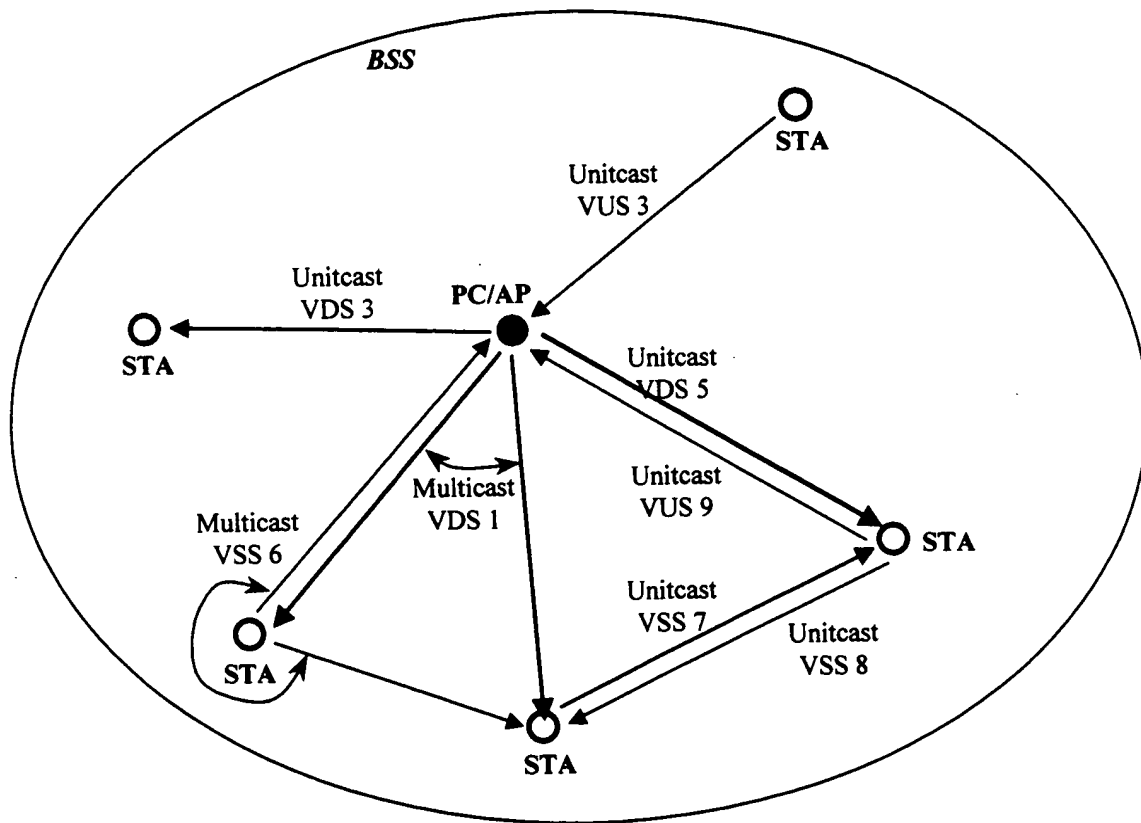 BSS
STA
Unitcast
VUS 3
Unitcast
VDS 3
PC/AP
STA
Unitcast
VDS 5
Unitcast
VUS 9
Multicast
VDS 1
Multicast
VSS 6
STA
STA
Unitcast
VSS 7
Unitcast
VSS 8
STA